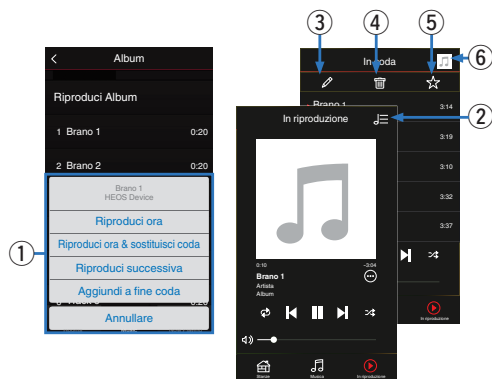 3
4
5
6
2
1
Album
Riproduci Album
1 Brano 1 0:20
2 Brano 2 0:20
Brano 1
HEOS Device
Riproduci ora
Riproduci ora & sostituisci coda
Riproduci successiva
Aggiundi a fine coda
Annullare
In coda
Brano 1 3:14
3:19
3:10
3:32
3:37
In riproduzione
In riproduzione
0:10 -3:04
Brano 1
Artista
Album
Stanze Musica In riproduzione